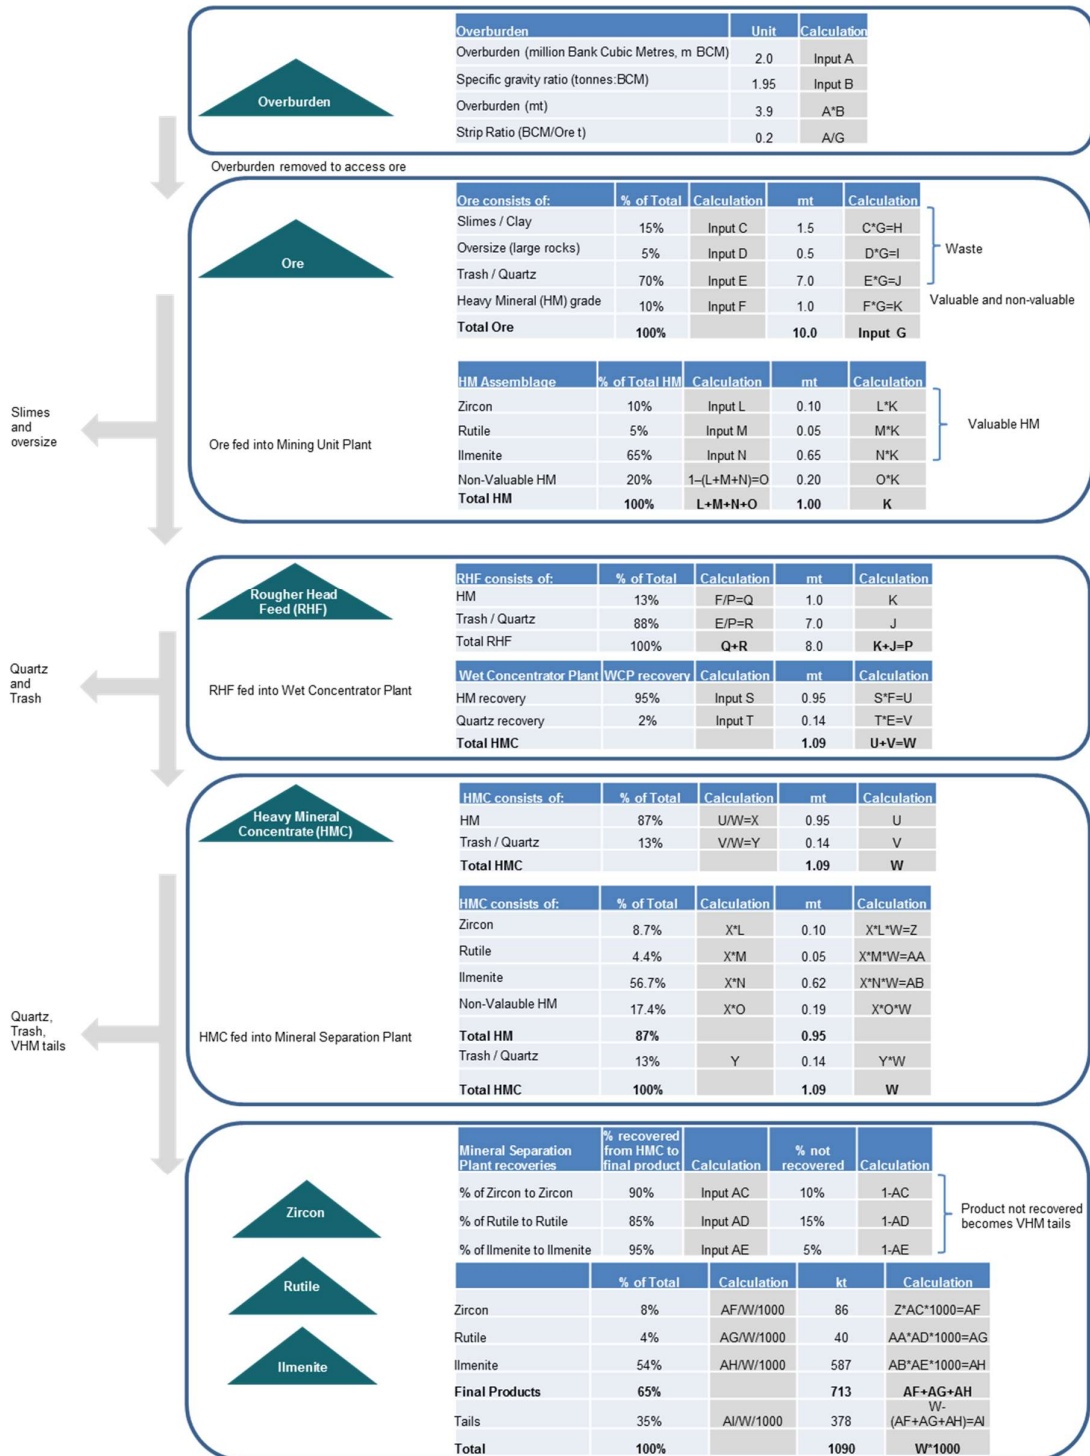 Overburden Unit Calculation
Overburden (million Bank Cubic Metres, m BCM) 2.0 Input A
Specific gravity ratio (tonnes:BCM) 1.95 Input B
Overburden (mt) 3.9 A*B
Strip Ratio (BCM/Ore t) 0.2 A/G
Overburden
Overburden removed to access ore
Ore consists of: % of Total Calculation mt Calculation
Slimes / Clay 15% Input C 1.5 C*G=H
Oversize (large rocks) 5% Input D 0.5 D*G=I
Trash / Quartz 70% Input E 7.0 E*G=J
Heavy Mineral (HM) grade 10% Input F 1.0 F*G=K
Total Ore 100% 10.0 Input G
Waste
Valuable and non-valuable
Ore
HM Assemblage % of Total HM Calculation mt Calculation
Zircon 10% Input L 0.10 L*K
Rutile 5% Input M 0.05 M*K
Ilmenite 65% Input N 0.65 N*K
Non-Valuable HM 20% 1–(L+M+N)=O 0.20 O*K
Total HM 100% L+M+N+O 1.00 K
Valuable HM
Slimes
and
oversize
Ore fed into Mining Unit Plant
Rougher Head
Feed (RHF)
RHF consists of: % of Total Calculation mt Calculation
HM 13% F/P=Q 1.0 K
Trash / Quartz 88% E/P=R 7.0 J
Total RHF 100% Q+R 8.0 K+J=P
Quartz
and
Trash
RHF fed into Wet Concentrator Plant
Wet Concentrator Plant WCP recovery Calculation mt Calculation
HM recovery 95% Input S 0.95 S*F=U
Quartz recovery 2% Input T 0.14 T*E=V
Total HMC 1.09 U+V=W
Heavy Mineral
Concentrate (HMC)
HMC consists of: % of Total Calculation mt Calculation
HM 87% U/W=X 0.95 U
Trash / Quartz 13% V/W=Y 0.14 V
Total HMC 1.09 W
HMC consists of: % of Total Calculation mt Calculation
Zircon 8.7% X*L 0.10 X*L*W=Z
Rutile 4.4% X*M 0.05 X*M*W=AA
Ilmenite 56.7% X*N 0.62 X*N*W=AB
Non-Valauble HM 17.4% X*O 0.19 X*O*W
Total HM 87% 0.95
Trash / Quartz 13% Y 0.14 Y*W
Total HMC 100% 1.09 W
Quartz,
Trash,
VHM tails
HMC fed into Mineral Separation Plant
Mineral Separation Plant recoveries % recovered from HMC to final product Calculation % not recovered Calculation
% of Zircon to Zircon 90% Input AC 10% 1-AC
% of Rutile to Rutile 85% Input AD 15% 1-AD
% of Ilmenite to Ilmenite 95% Input AE 5% 1-AE
Product not recovered
becomes VHM tails
Zircon
Rutile
Ilmenite
% of Total Calculation kt Calculation
Zircon 8% AF/W/1000 86 Z*AC*1000=AF
Rutile 4% AG/W/1000 40 AA*AD*1000=AG
Ilmenite 54% AH/W/1000 587 AB*AE*1000=AH
Final Products 65% 713 AF+AG+AH
Tails 35% AI/W/1000 378 W-(AF+AG+AH)=AI
Total 100% 1090 W*1000